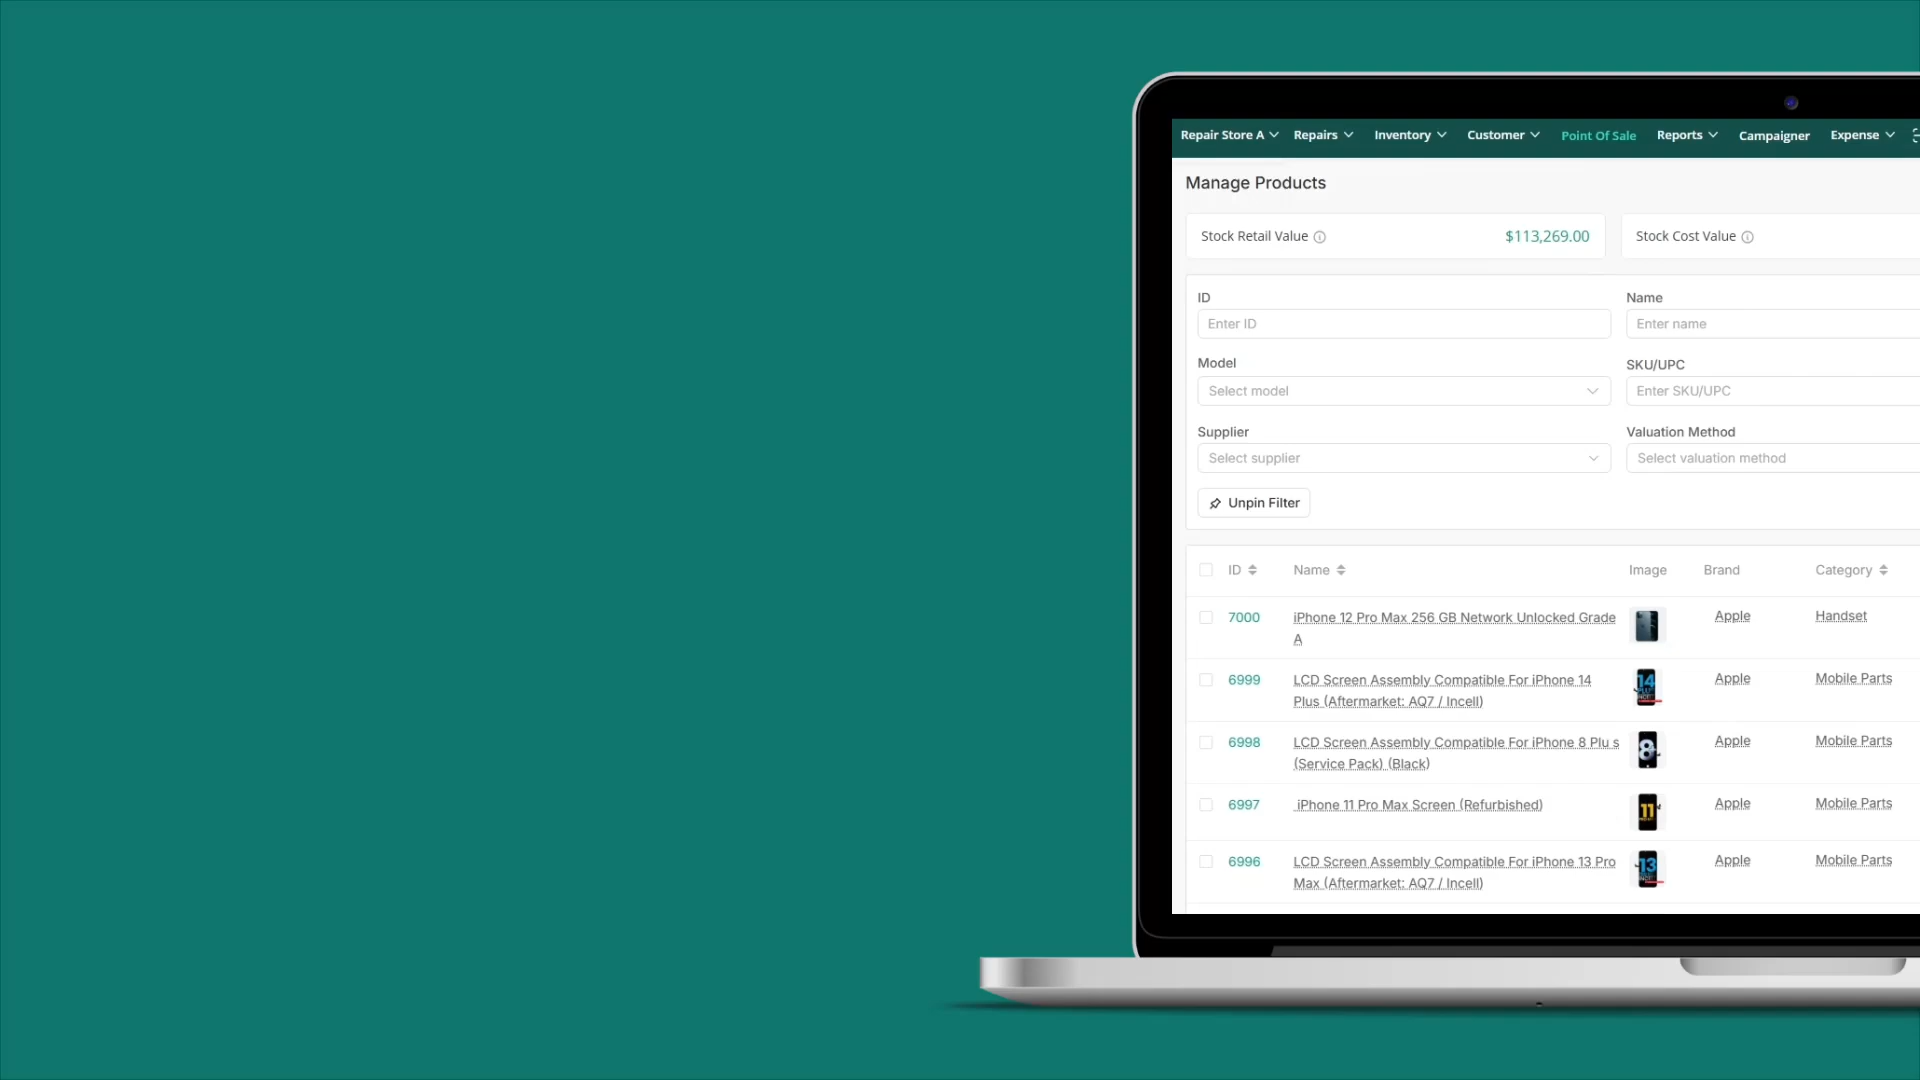 Repair Store A Repairs Inventory Customer Point Of Sale Reports Campaigner Expense
Manage Products
Stock Retail Value $113,269.00 Stock Cost Value
ID Name
Enter ID Enter name
Model SKU/UPC
Select model Enter SKU/UPC
Supplier Valuation Method
Select supplier Select valuation method
Unpin Filter
ID Name Image Brand Category
7000 iPhone 12 Pro Max 256 GB Network Unlocked Grade Apple Handset
A
6999 LCD Screen Assembly Compatible For iPhone 14 14 Apple Mobile Parts
Plus (Aftermarket: AQ7 / Incell)
6998 LCD Screen Assembly Compatible For iPhone 8 Plu s 8 Apple Mobile Parts
(Service Pack) (Black)
6997 iPhone 11 Pro Max Screen (Refurbished) 11 Apple Mobile Parts
6996 LCD Screen Assembly Compatible For iPhone 13 Pro 13 Apple Mobile Parts
Max (Aftermarket: AQ7 / Incell)